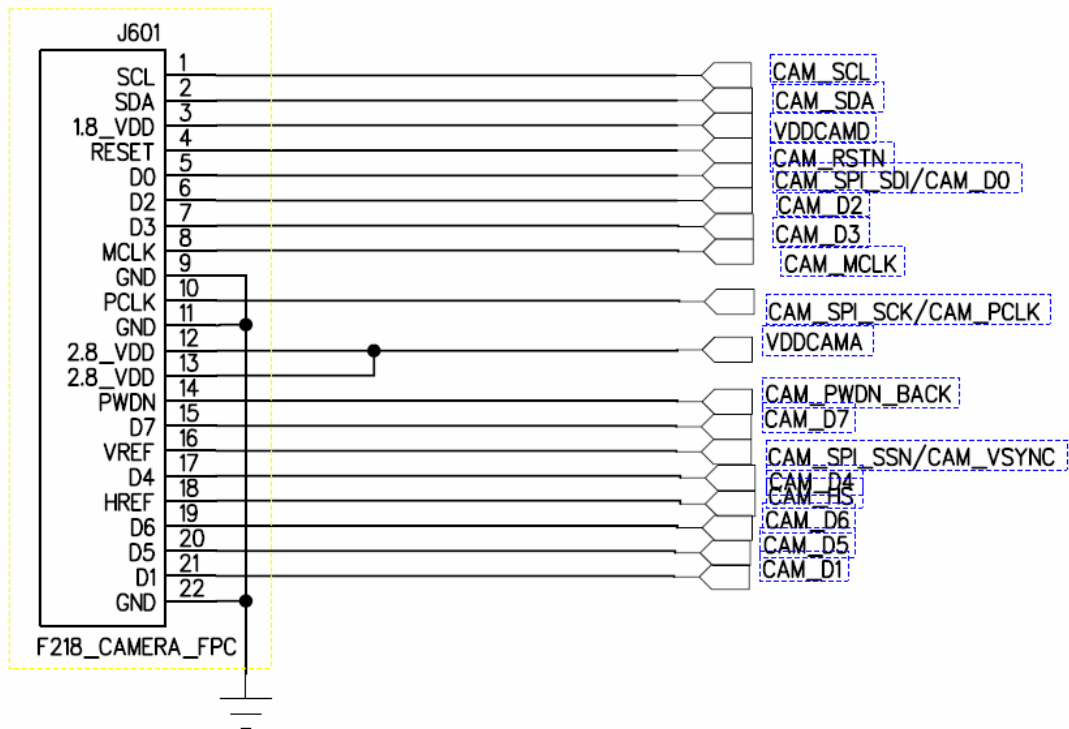 J601
SCL 1 CAM_SCL
SDA 2 CAM_SDA
1.8_VDD 3 VDDCAMD
RESET 4 CAM_RSTN
D0 5 CAM_SPI_SDI/CAM_D0
D2 6 CAM_D2
D3 7 CAM_D3
MCLK 8 CAM_MCLK
GND 9
PCLK 10 CAM_SPI_SCK/CAM_PCLK
GND 11
2.8_VDD 12 VDDCAMA
2.8_VDD 13
PWDN 14 CAM_PWDN_BACK
D7 15 CAM_D7
VREF 16 CAM_SPI_SSN/CAM_VSYNC
D4 17 CAM_D4
HREF 18 CAM_HS
D6 19 CAM_D6
D5 20 CAM_D5
D1 21 CAM_D1
GND 22
F218_CAMERA_FPC